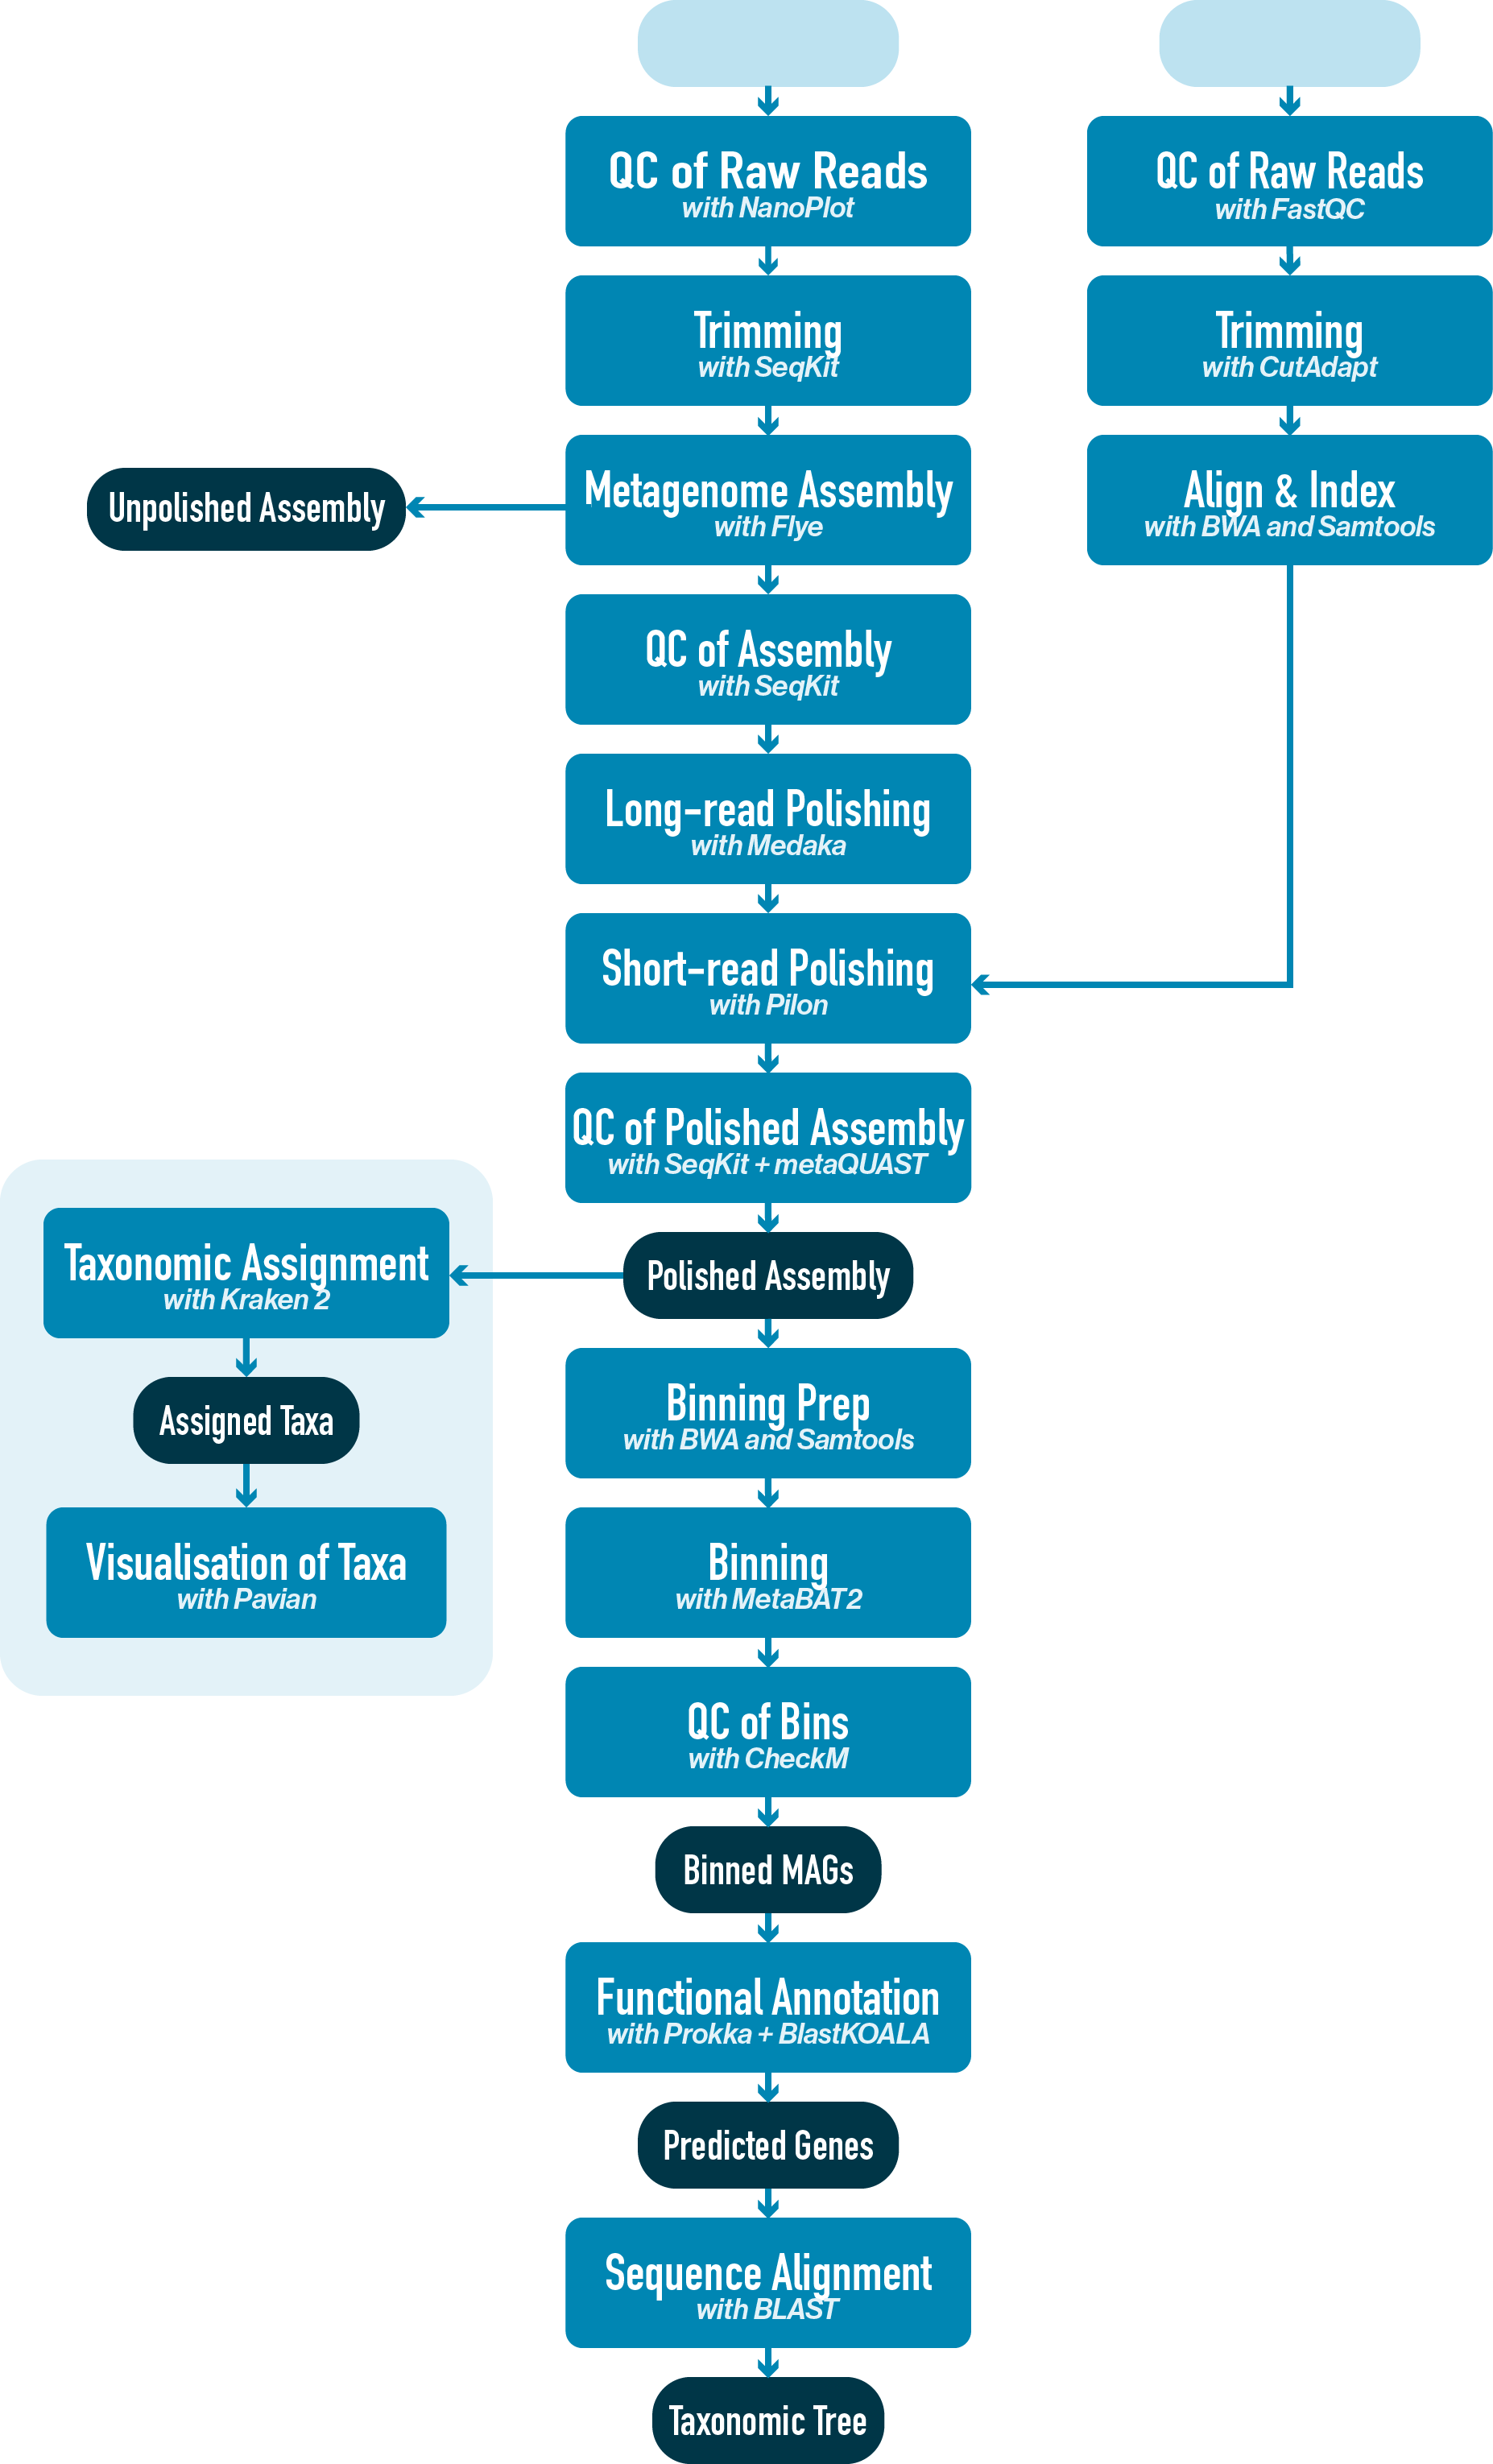 QC of Raw Reads
with NanoPlot
QC of Raw Reads
with FastQC
Trimming
with SeqKit
Trimming
with CutAdapt
Unpolished Assembly
Metagenome Assembly
with Flye
Align & Index
with BWA and Samtools
QC of Assembly
with SeqKit
Long-read Polishing
with Medaka
Short-read Polishing
with Pilon
QC of Polished Assembly
with SeqKit + metaQUAST
Polished Assembly
Taxonomic Assignment
with Kraken 2
Assigned Taxa
Visualisation of Taxa
with Pavian
Binning Prep
with BWA and Samtools
Binning
with MetaBAT2
QC of Bins
with CheckM
Binned MAGs
Functional Annotation
with Prokka + BlastKOALA
Predicted Genes
Sequence Alignment
with BLAST
Taxonomic Tree